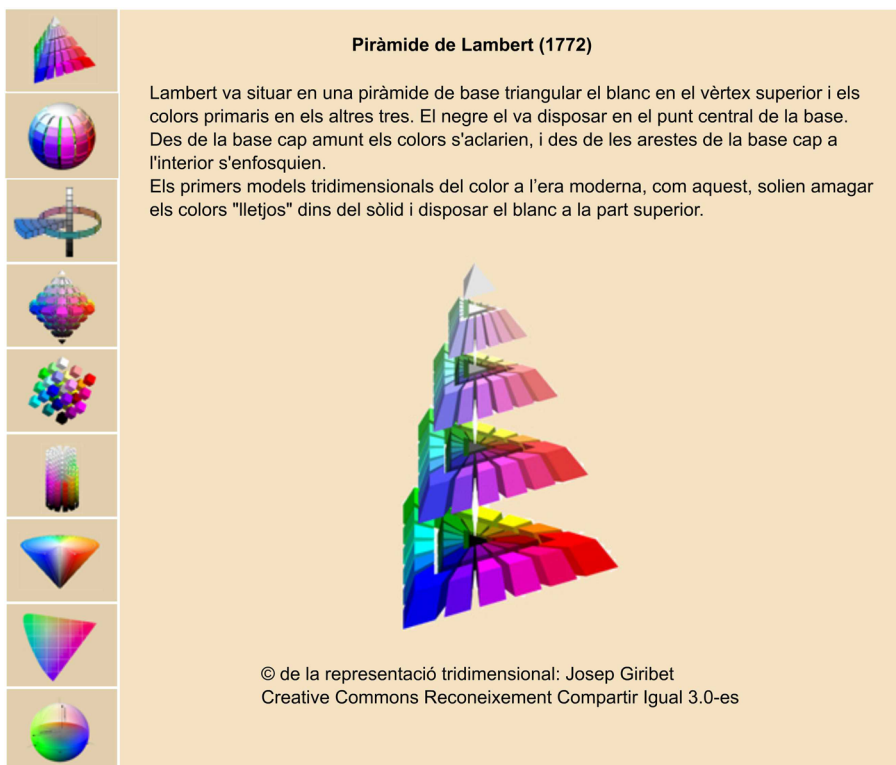 Piràmide de Lambert (1772)
Lambert va situar en una piràmide de base triangular el blanc en el vèrtex superior i els
colors primaris en els altres tres. El negre el va disposar en el punt central de la base.
Des de la base cap amunt els colors s'aclarien, i des de les arestes de la base cap a
l'interior s'enfosquien.
Els primers models tridimensionals del color a l’era moderna, com aquest, solien amagar
els colors "lletjos" dins del sòlid i disposar el blanc a la part superior.
© de la representació tridimensional: Josep Giribet
Creative Commons Reconeixement Compartir Igual 3.0-es